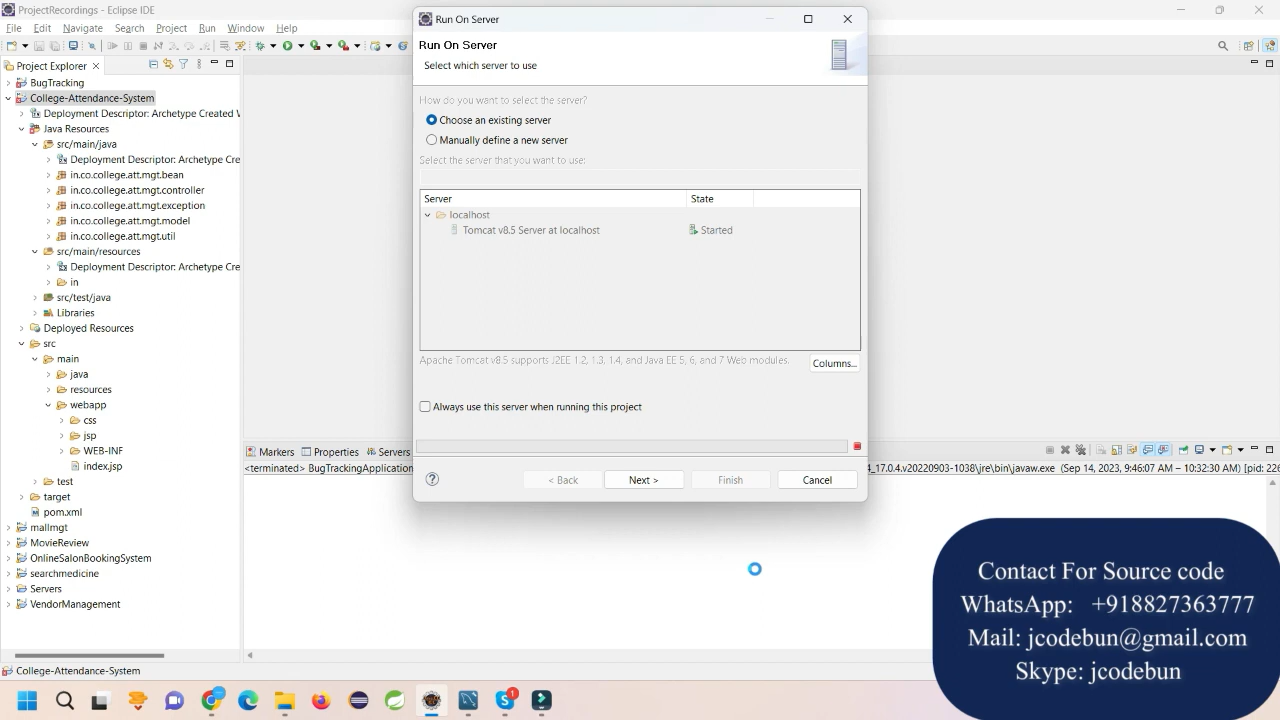 ProjectRecordings - Eclipse IDE
File Edit Navigate Search Project Run Window Help
Project Explorer
BugTracking
College-Attendance-System
Deployment Descriptor: Archetype Created
Java Resources
src/main/java
Deployment Descriptor: Archetype Cre
in.co.college.att.mgt.bean
in.co.college.att.mgt.controller
in.co.college.att.mgt.exception
in.co.college.att.mgt.model
in.co.college.att.mgt.util
src/main/resources
Deployment Descriptor: Archetype Cre
in
src/test/java
Libraries
Deployed Resources
src
main
java
resources
webapp
css
jsp
WEB-INF
index.jsp
test
target
pom.xml
mallmgt
MovieReview
OnlineSalonBookingSystem
searchmedicine
Servers
VendorManagement
College-Attendance-System
Run On Server
Run On Server
Select which server to use
How do you want to select the server?
Choose an existing server
Manually define a new server
Select the server that you want to use:
Server State
localhost
Tomcat v8.5 Server at localhost Started
Apache Tomcat v8.5 supports J2EE 1.2, 1.3, 1.4, and Java EE 5, 6, and 7 Web modules.
Columns...
Always use this server when running this project
< Back Next > Finish Cancel
Markers Properties Servers
<terminated> BugTrackingApplication
4_17.0.4.v20220903-1038\jre\bin\javaw.exe (Sep 14, 2023, 9:46:07 AM – 10:32:30 AM) [pid: 22
Contact For Source code
WhatsApp: +918827363777
Mail: jcodebun@gmail.com
Skype: jcodebun
1